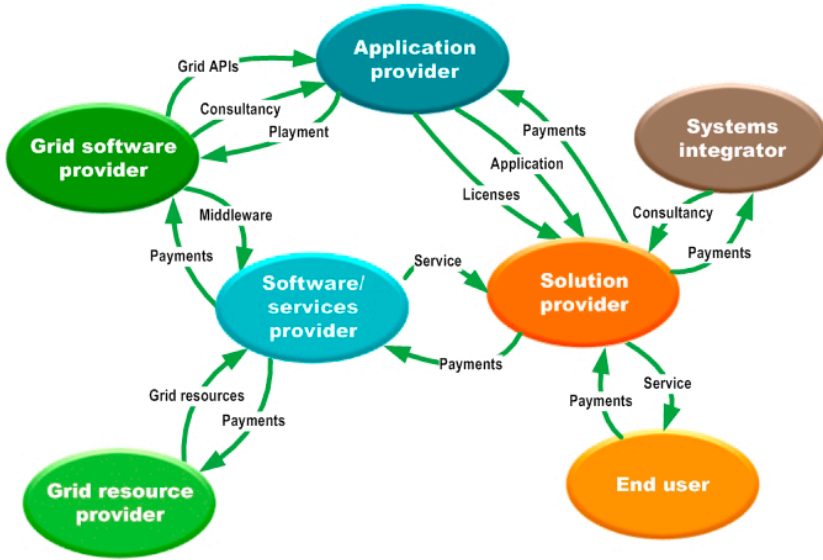 Application
provider
Grid APIs
Consultancy
Playment
Grid software
provider
Payments
Application
Licenses
Systems
integrator
Consultancy
Payments
Middleware
Payments
Software/
services
provider
Service
Payments
Solution
provider
Grid resources
Payments
Service
Payments
Grid resource
provider
End user